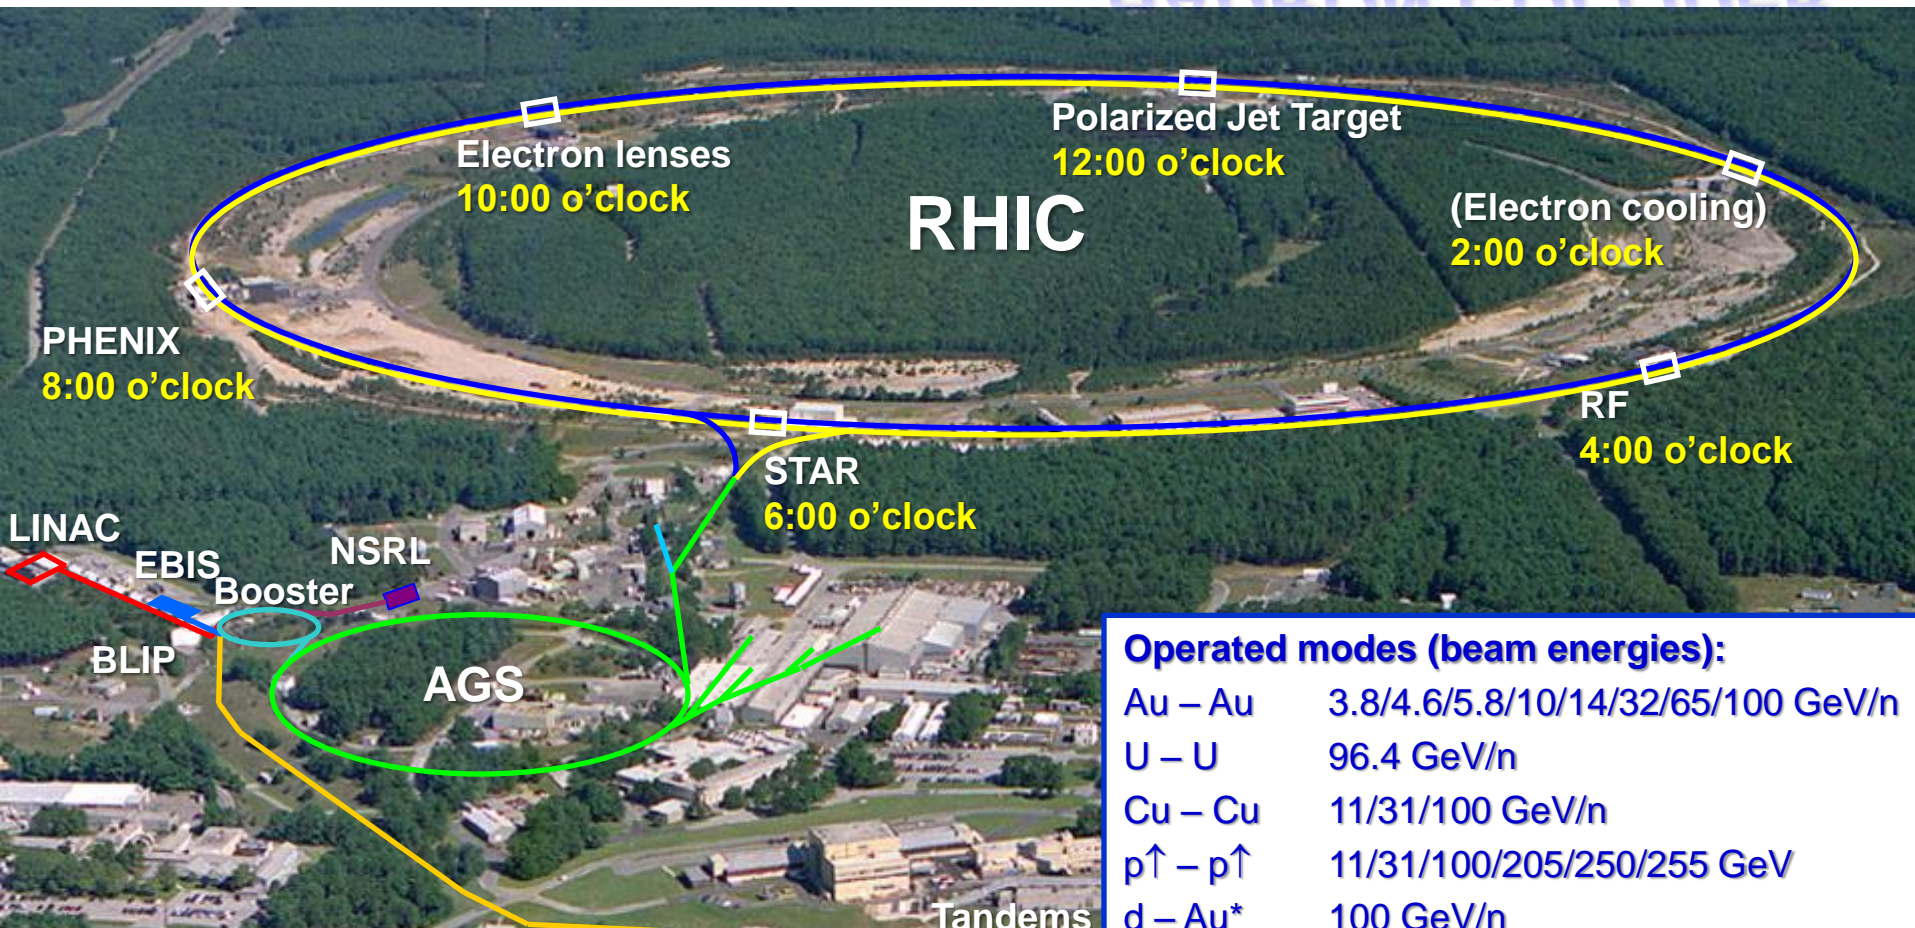 Polarized Jet Target
12:00 o’clock
Electron lenses
10:00 o’clock
RHIC
(Electron cooling)
2:00 o’clock
PHENIX
8:00 o’clock
RF
4:00 o’clock
STAR
6:00 o’clock
LINAC
EBIS
NSRL
Booster
BLIP
AGS
Tandems
Operated modes (beam energies):
Au – Au 3.8/4.6/5.8/10/14/32/65/100 GeV/n
U – U 96.4 GeV/n
Cu – Cu 11/31/100 GeV/n
p↑ – p↑ 11/31/100/205/250/255 GeV
d – Au* 100 GeV/n